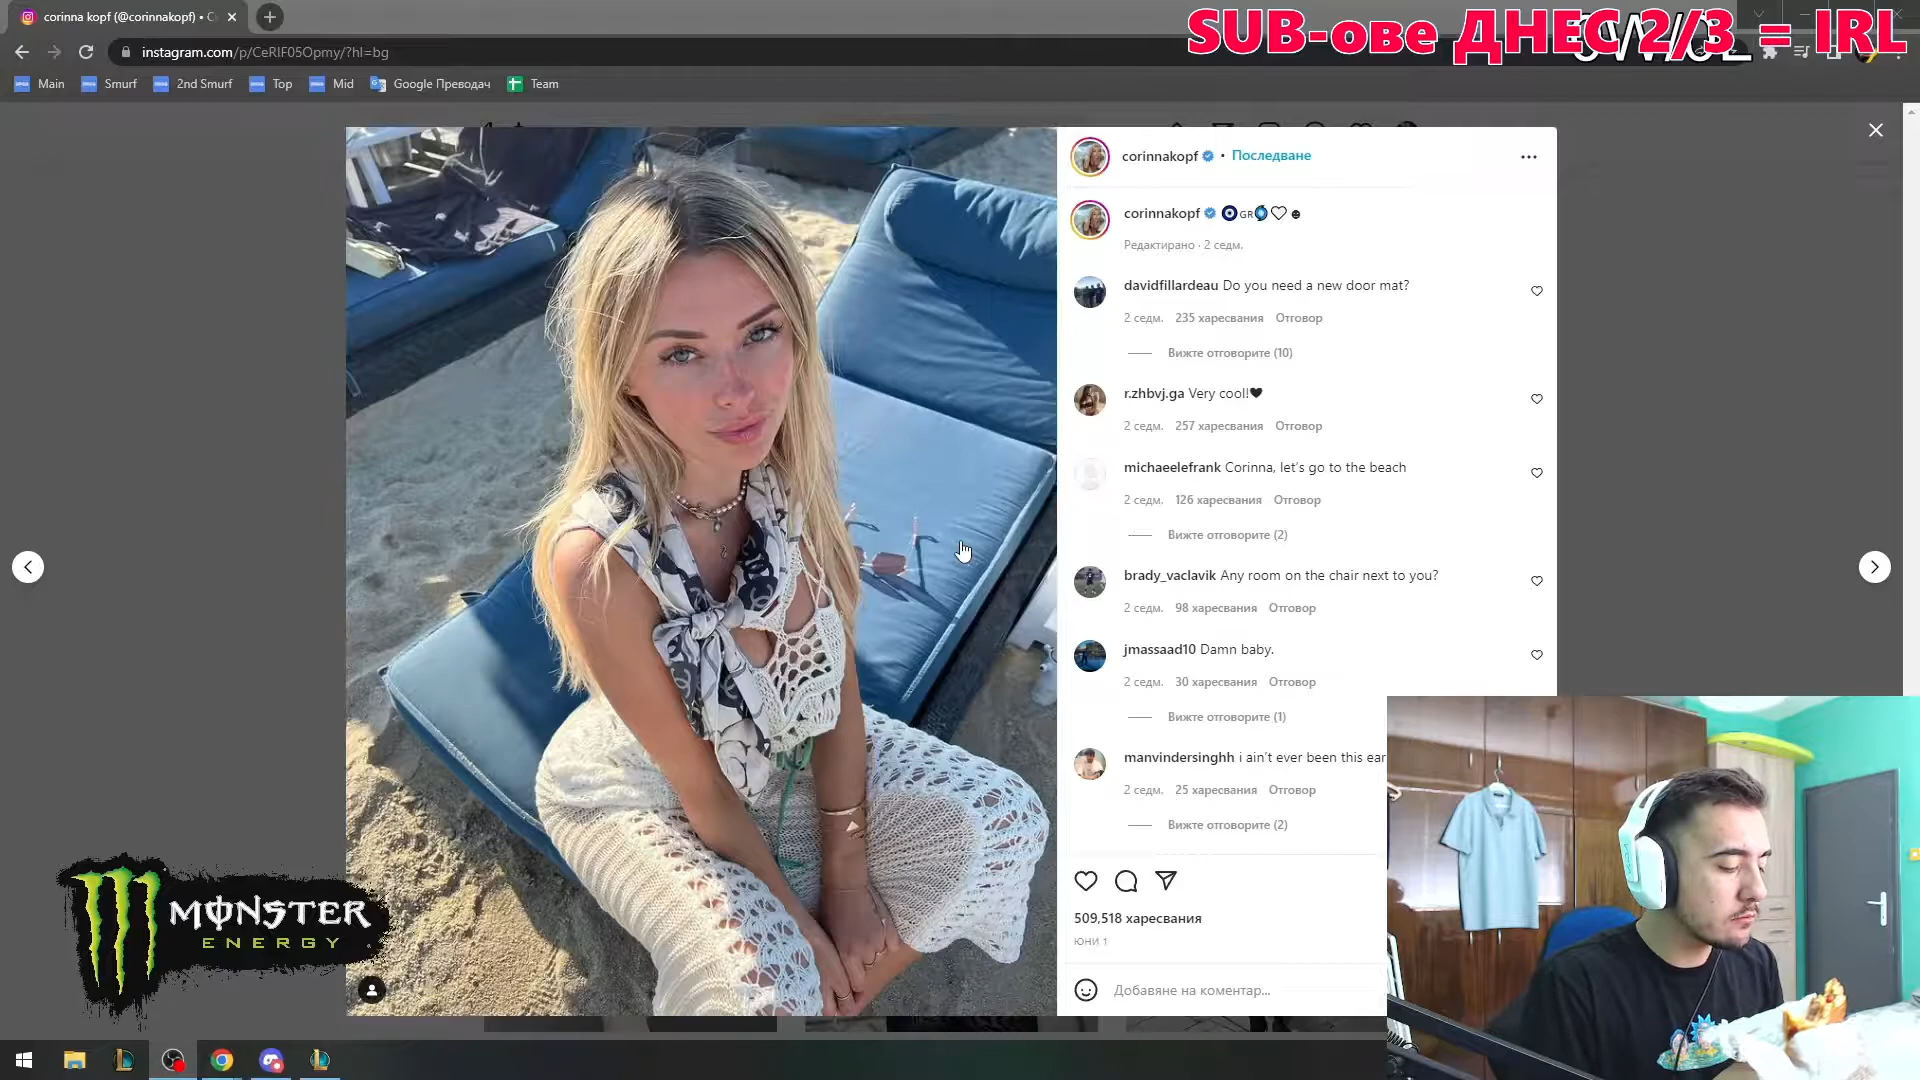 corinna kopf (@corinnakopf) •
SUB-ове ДНЕС 2/3 = IRL
instagram.com/p/CeRIF05Opmy/?hl=bg
Main
Smurf
2nd Smurf
Top
Mid
Google Преводач
Team
corinnakopf • Последване
corinnakopf GR
Редактирано · 2 седм.
davidfillardeau Do you need a new door mat?
2 седм. 235 харесвания Отговор
Вижте отговорите (10)
r.zhbvj.ga Very cool!🖤
2 седм. 257 харесвания Отговор
michaeelefrank Corinna, let's go to the beach
2 седм. 126 харесвания Отговор
Вижте отговорите (2)
brady_vaclavik Any room on the chair next to you?
2 седм. 98 харесвания Отговор
jmassaad10 Damn baby.
2 седм. 30 харесвания Отговор
Вижте отговорите (1)
manvindersinghh i ain't ever been this ear
2 седм. 25 харесвания Отговор
Вижте отговорите (2)
509,518 харесвания
ЮНИ 1
Добавяне на коментар...
MONSTER
ENERGY